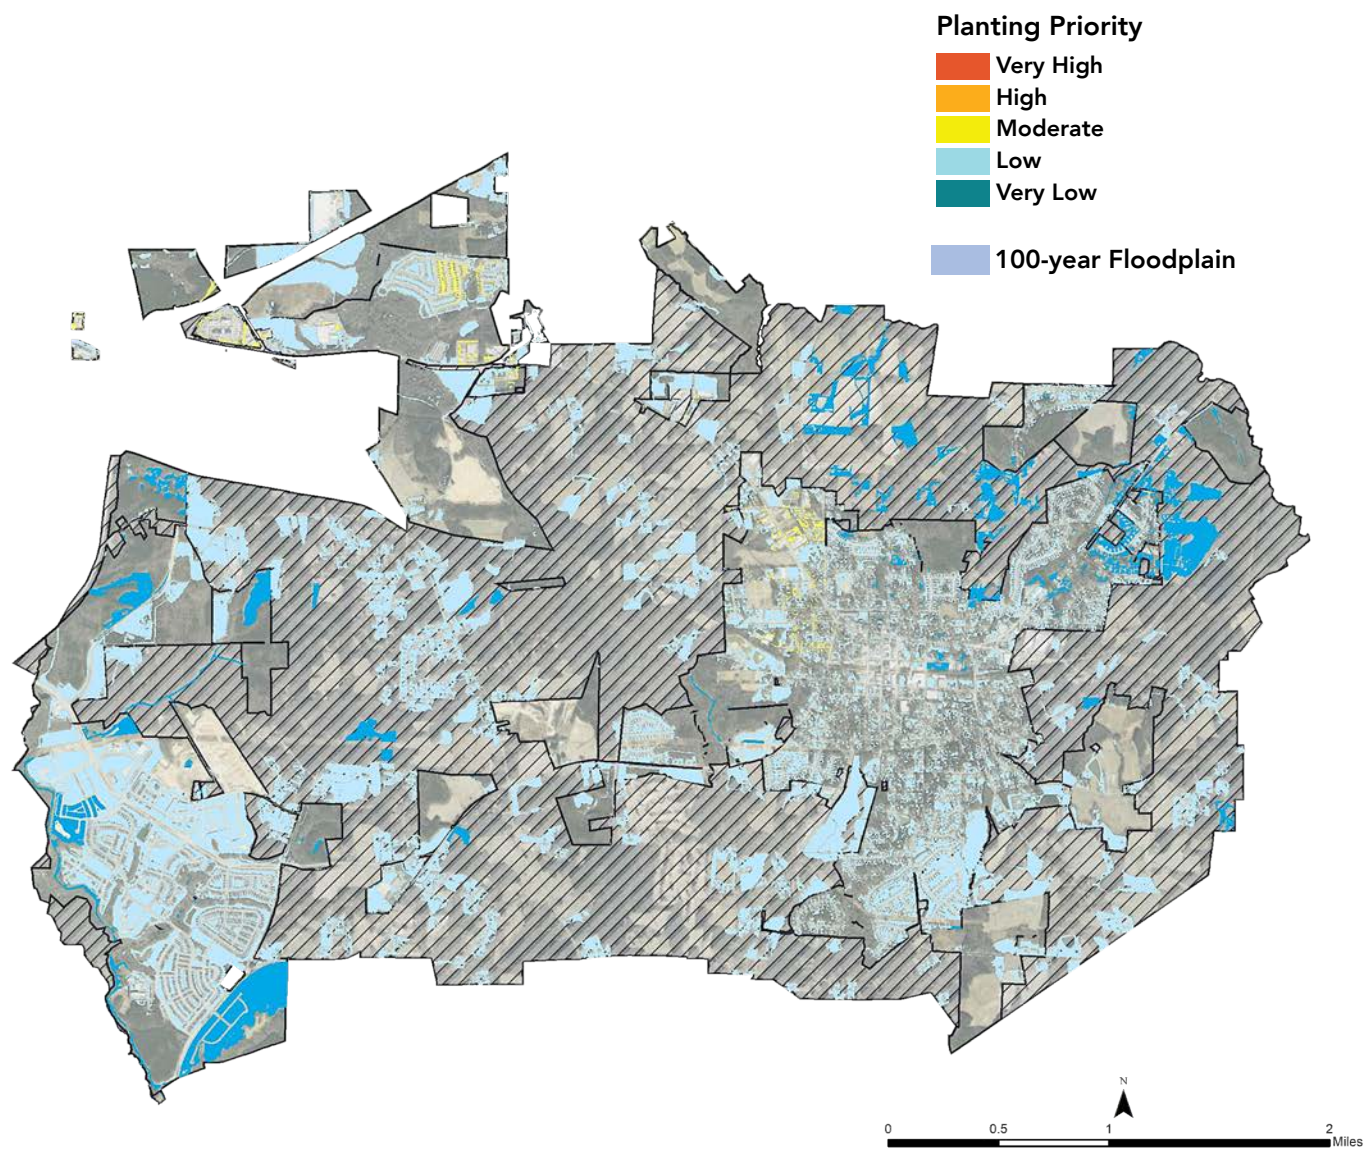 Planting Priority
Very High
High
Moderate
Low
Very Low
100-year Floodplain
N
0 0.5 1 2
Miles